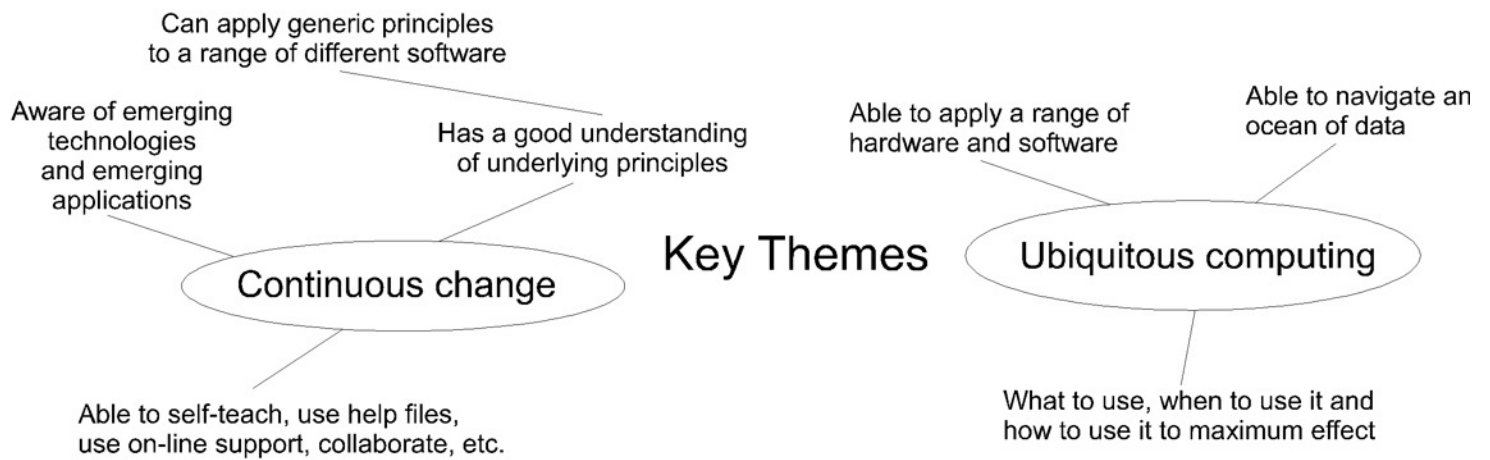 Can apply generic principles
to a range of different software
Aware of emerging
technologies
and emerging
applications
Has a good understanding
of underlying principles
Continuous change
Able to self-teach, use help files,
use on-line support, collaborate, etc.
Key Themes
Able to apply a range of
hardware and software
Able to navigate an
ocean of data
Ubiquitous computing
What to use, when to use it and
how to use it to maximum effect